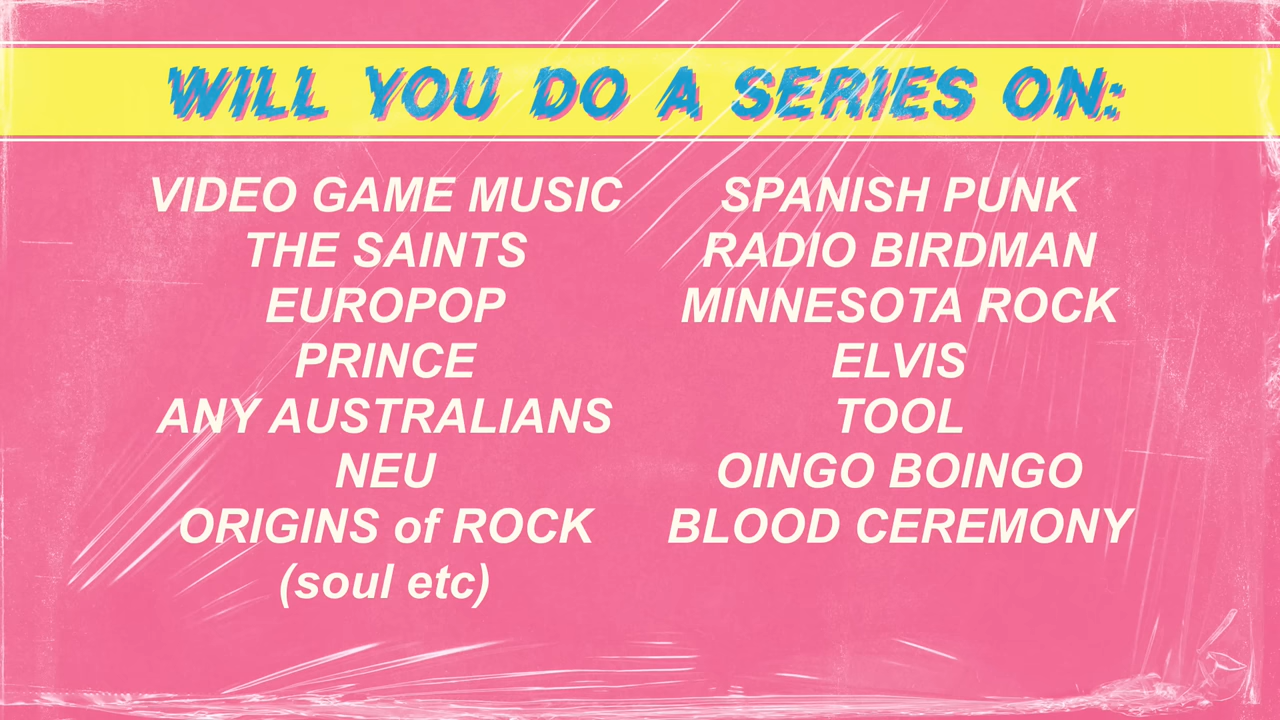 WILL YOU DO A SERIES ON:
VIDEO GAME MUSIC
THE SAINTS
EUROPOP
PRINCE
ANY AUSTRALIANS
NEU
ORIGINS of ROCK
(soul etc)
SPANISH PUNK
RADIO BIRDMAN
MINNESOTA ROCK
ELVIS
TOOL
OINGO BOINGO
BLOOD CEREMONY